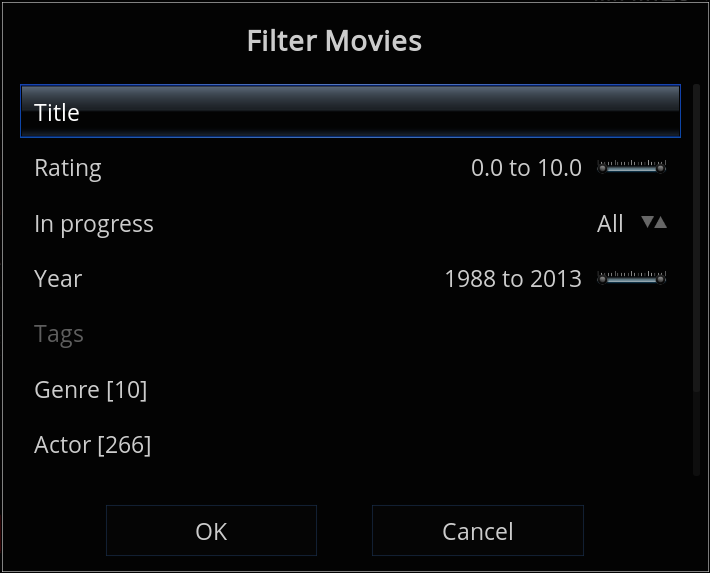 Filter Movies
Title
Rating 0.0 to 10.0
In progress All
Year 1988 to 2013
Tags
Genre [10]
Actor [266]
OK Cancel